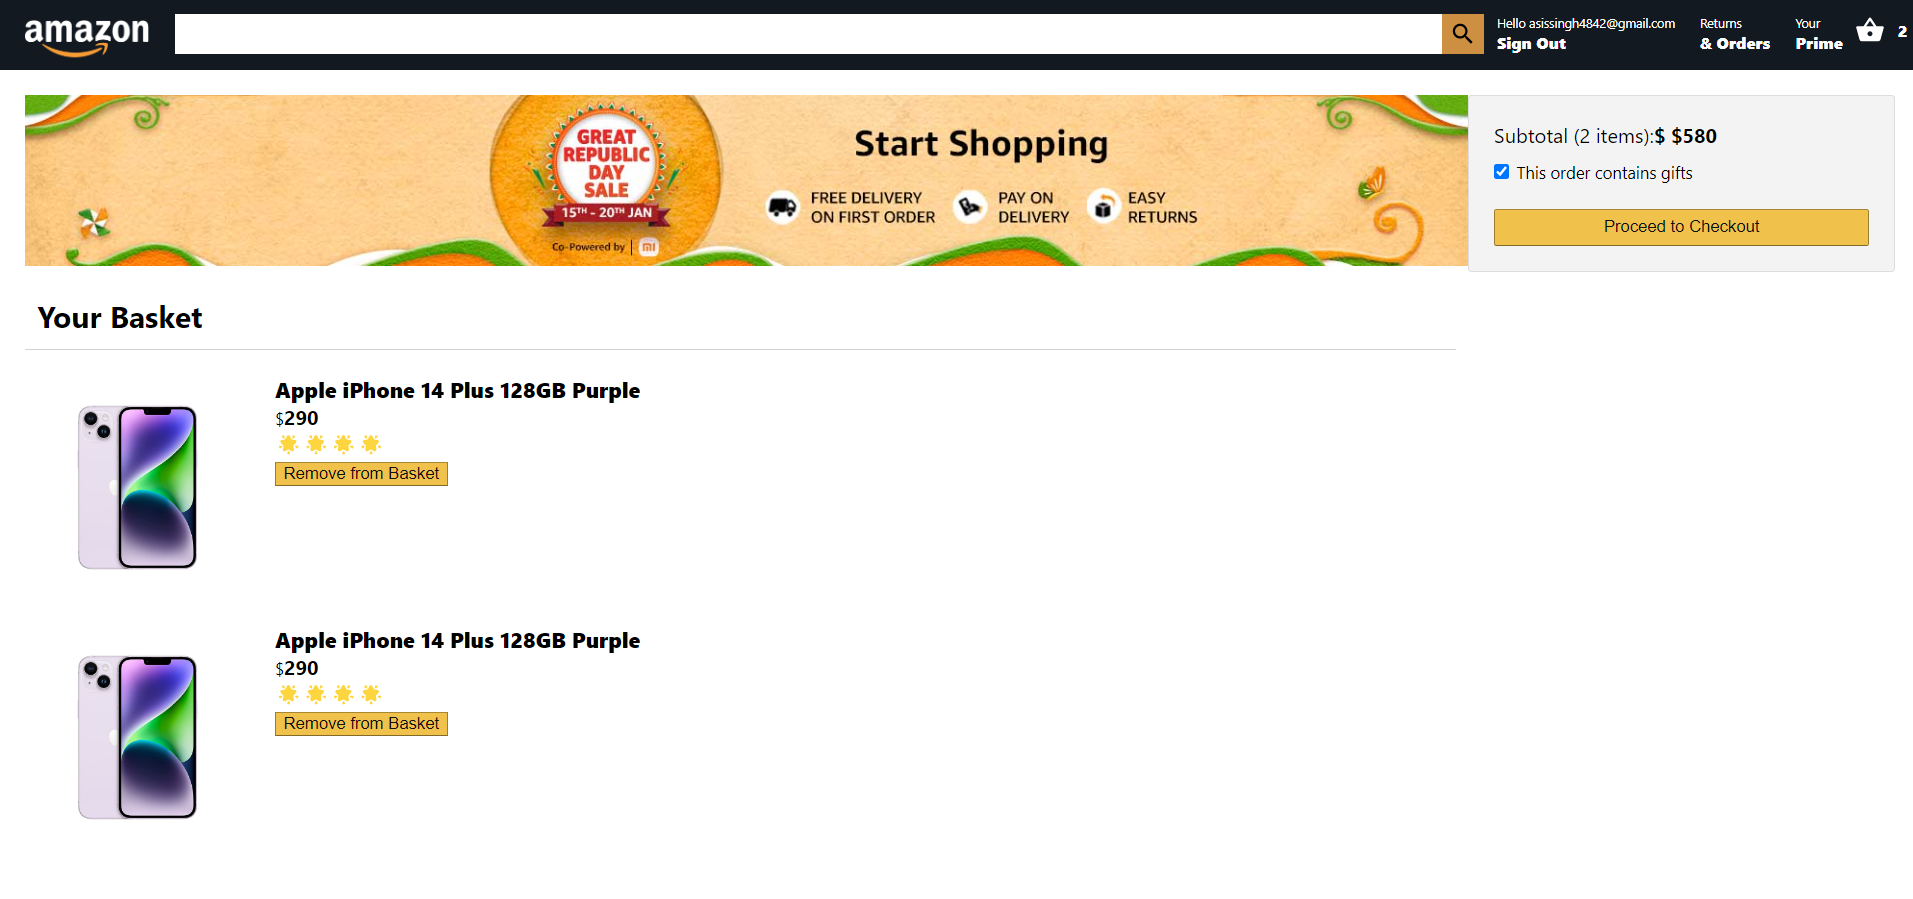 amazon
Hello asissingh4842@gmail.com
Sign Out
Returns
& Orders
Your
Prime
2
GREAT
REPUBLIC
DAY
SALE
15TH - 20TH JAN
Co-Powered by | mi
Start Shopping
FREE DELIVERY
ON FIRST ORDER
PAY ON
DELIVERY
EASY
RETURNS
Subtotal (2 items):$ $580
This order contains gifts
Proceed to Checkout
Your Basket
Apple iPhone 14 Plus 128GB Purple
$290
Remove from Basket
Apple iPhone 14 Plus 128GB Purple
$290
Remove from Basket